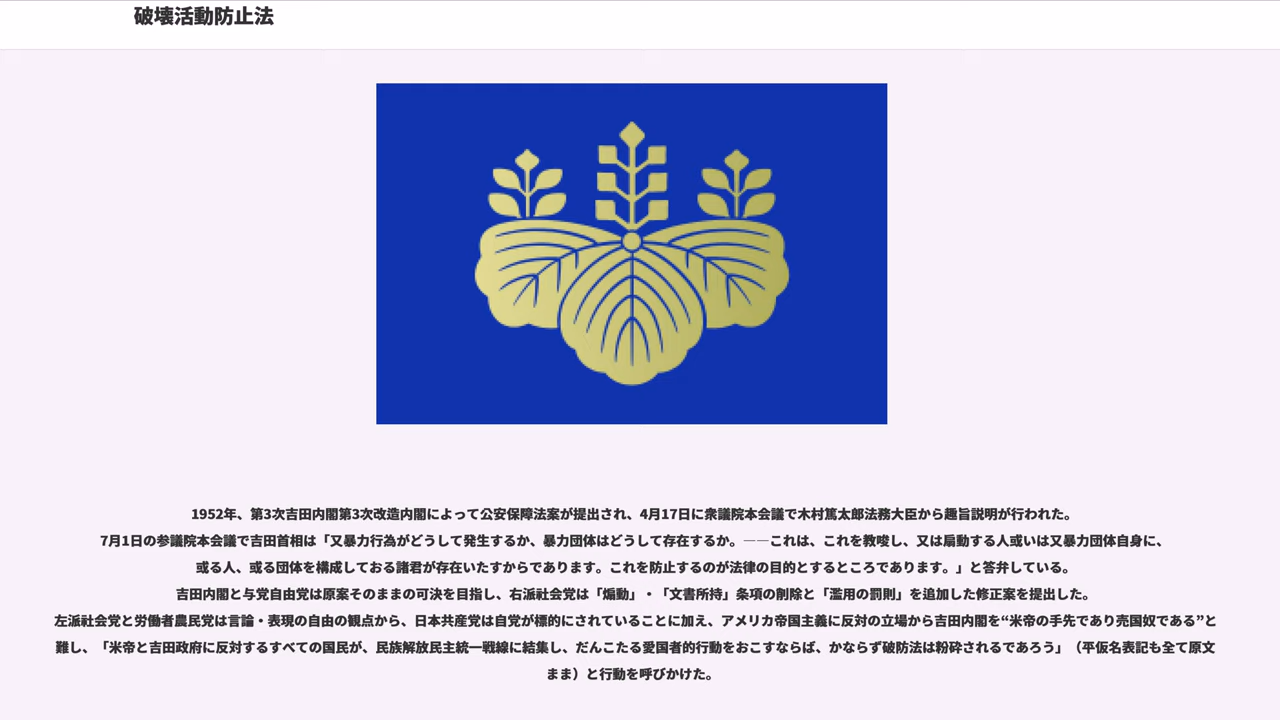 破壊活動防止法
1952年、第3次吉田内閣第3次改造内閣によって公安保障法案が提出され、4月17日に衆議院本会議で木村篤太郎法務大臣から趣旨説明が行われた。
7月1日の参議院本会議で吉田首相は「又暴力行為がどうして発生するか、暴力団体はどうして存在するか。――これは、これを教唆し、又は扇動する人或いは又暴力団体自身に、
或る人、或る団体を構成しておる諸君が存在いたすからであります。これを防止するのが法律の目的とするところであります。」と答弁している。
吉田内閣と与党自由党は原案そのままの可決を目指し、右派社会党は「煽動」・「文書所持」条項の削除と「濫用の罰則」を追加した修正案を提出した。
左派社会党と労働者農民党は言論・表現の自由の観点から、日本共産党は自党が標的にされていることに加え、アメリカ帝国主義に反対の立場から吉田内閣を“米帝の手先であり売国奴である”と
難し、「米帝と吉田政府に反対するすべての国民が、民族解放民主統一戦線に結集し、だんこたる愛国者的行動をおこすならば、かならず破防法は粉砕されるであろう」（平仮名表記も全て原文
まま）と行動を呼びかけた。